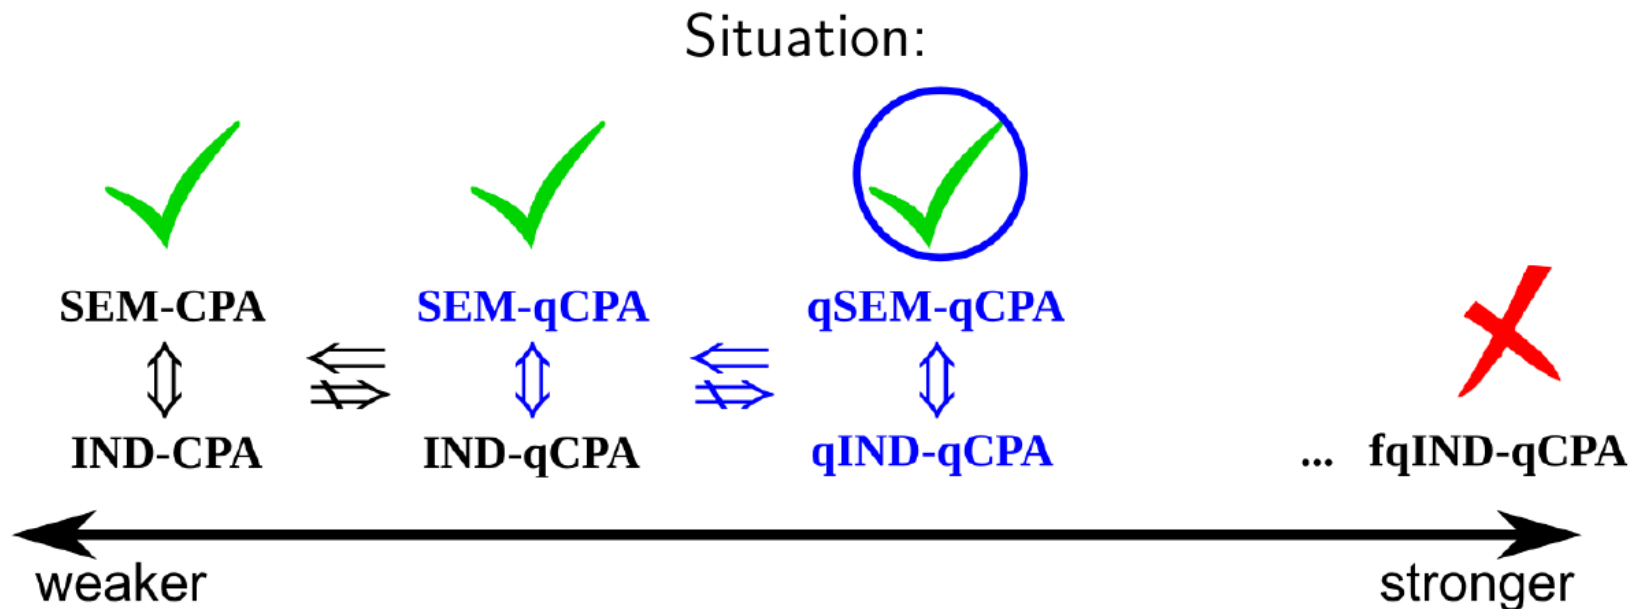 Situation:
SEM-CPA SEM-qCPA qSEM-qCPA
IND-CPA IND-qCPA qIND-qCPA ... fqIND-qCPA
weaker stronger